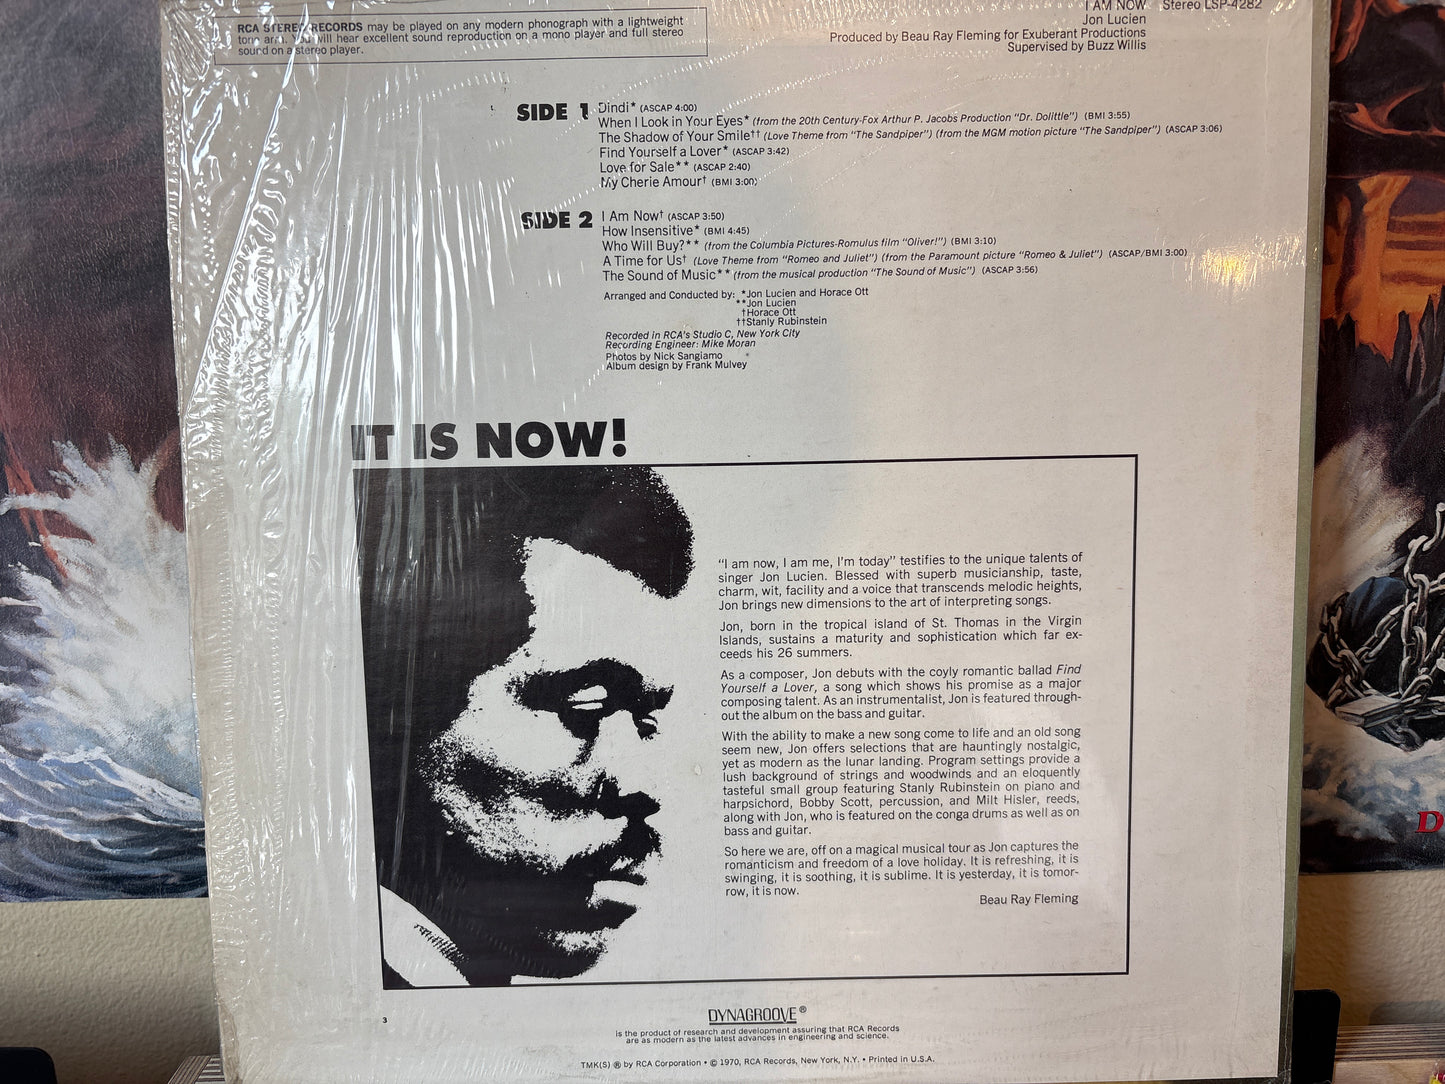 I AM NOW Stereo LSP-4282
Jon Lucien
Produced by Beau Ray Fleming for Exuberant Productions
Supervised by Buzz Willis
RCA STEREO RECORDS may be played on any modern phonograph with a lightweight
tone arm. You will hear excellent sound reproduction on a mono player and full stereo
sound on a stereo player.
SIDE 1 Dindi* (ASCAP 4:00)
When I Look in Your Eyes* (from the 20th Century-Fox Arthur P. Jacobs Production "Dr. Dolittle") (BMI 3:55)
The Shadow of Your Smile†† (Love Theme from "The Sandpiper") (from the MGM motion picture "The Sandpiper") (ASCAP 3:06)
Find Yourself a Lover* (ASCAP 3:42)
Love for Sale** (ASCAP 2:40)
My Cherie Amour† (BMI 3:00)
SIDE 2 I Am Now† (ASCAP 3:50)
How Insensitive* (BMI 4:45)
Who Will Buy?** (from the Columbia Pictures-Romulus film "Oliver!") (BMI 3:10)
A Time for Us† (Love Theme from "Romeo and Juliet") (from the Paramount picture "Romeo & Juliet") (ASCAP/BMI 3:00)
The Sound of Music** (from the musical production "The Sound of Music") (ASCAP 3:56)
Arranged and Conducted by: *Jon Lucien and Horace Ott
**Jon Lucien
†Horace Ott
††Stanly Rubinstein
Recorded in RCA's Studio C, New York City
Recording Engineer: Mike Moran
Photos by Nick Sangiamo
Album design by Frank Mulvey
IT IS NOW!
"I am now, I am me, I'm today" testifies to the unique talents of
singer Jon Lucien. Blessed with superb musicianship, taste,
charm, wit, facility and a voice that transcends melodic heights,
Jon brings new dimensions to the art of interpreting songs.
Jon, born in the tropical island of St. Thomas in the Virgin
Islands, sustains a maturity and sophistication which far ex-
ceeds his 26 summers.
As a composer, Jon debuts with the coyly romantic ballad Find
Yourself a Lover, a song which shows his promise as a major
composing talent. As an instrumentalist, Jon is featured through-
out the album on the bass and guitar.
With the ability to make a new song come to life and an old song
seem new, Jon offers selections that are hauntingly nostalgic,
yet as modern as the lunar landing. Program settings provide a
lush background of strings and woodwinds and an eloquently
tasteful small group featuring Stanly Rubinstein on piano and
harpsichord, Bobby Scott, percussion, and Milt Hisler, reeds,
along with Jon, who is featured on the conga drums as well as on
bass and guitar.
So here we are, off on a magical musical tour as Jon captures the
romanticism and freedom of a love holiday. It is refreshing, it is
swinging, it is soothing, it is sublime. It is yesterday, it is tomor-
row, it is now.
Beau Ray Fleming
3
DYNAGROOVE®
is the product of research and development assuring that RCA Records
are as modern as the latest advances in engineering and science.
TMK(S) ® by RCA Corporation • © 1970, RCA Records, New York, N.Y. • Printed in U.S.A.
D